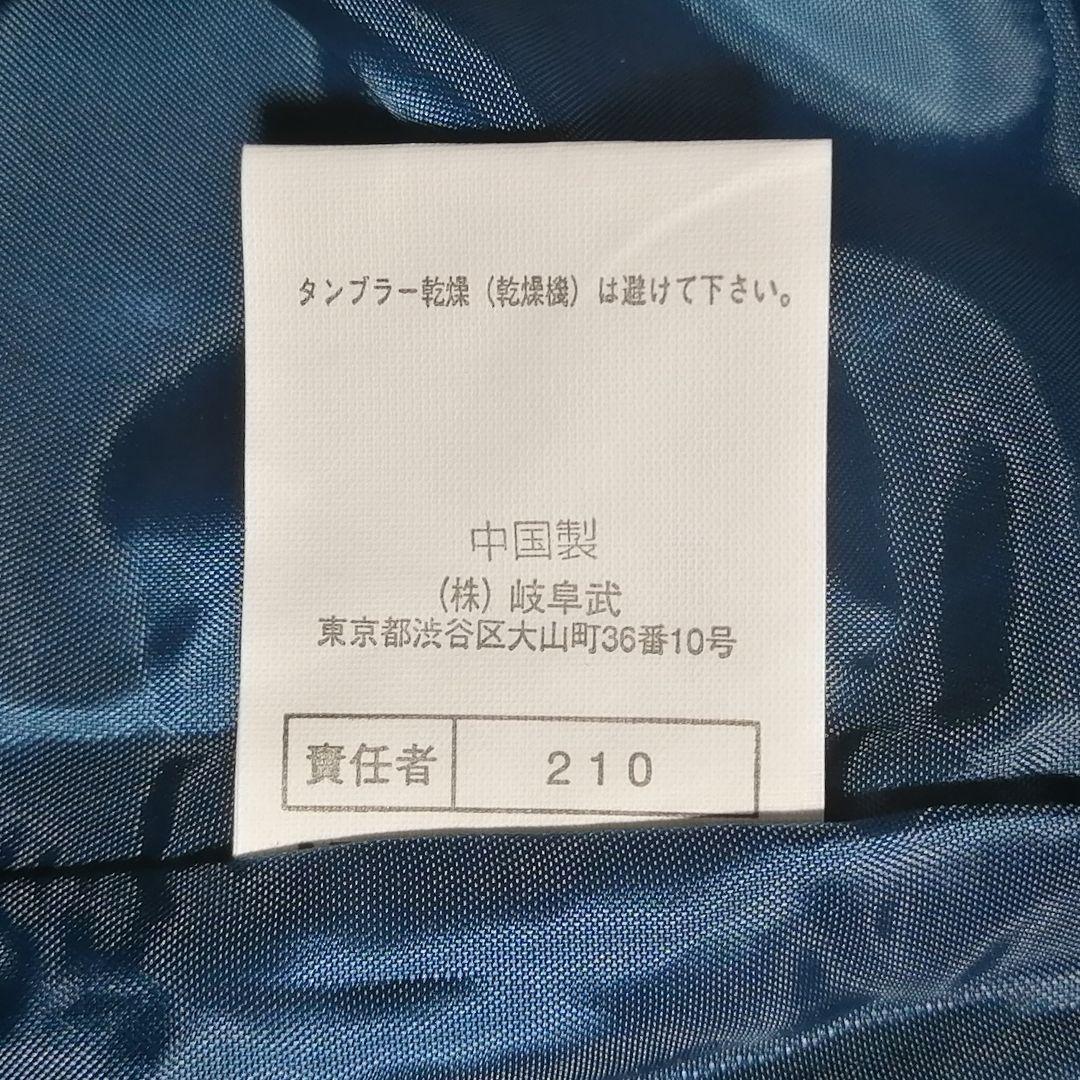 タンブラー乾燥（乾燥機）は避けて下さい。
中国製
（株）岐阜武
東京都渋谷区大山町36番10号
責任者 210